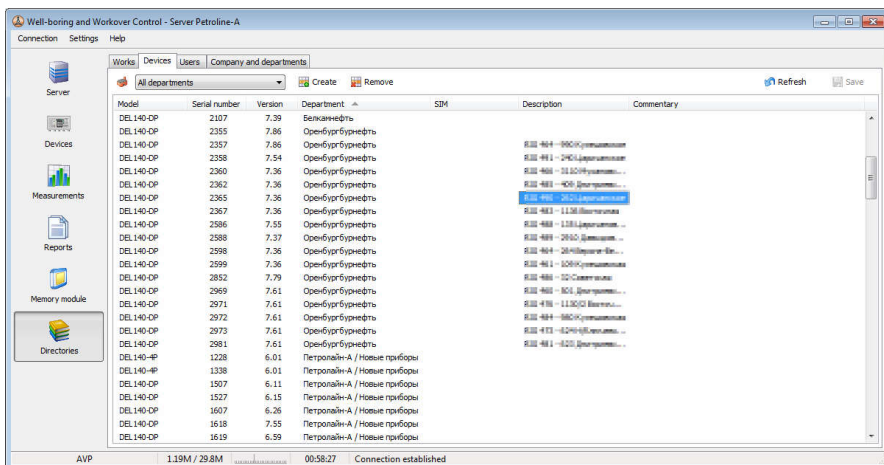 Well-boring and Workover Control - Server Petroline-A
Connection Settings Help
Works Devices Users Company and departments
All departments Create Remove Refresh Save
Server
Devices
Measurements
Reports
Memory module
Directories
Model Serial number Version Department SIM Description Commentary
DEL140-DP 2107 7.39 Белкамнефть
DEL140-DP 2355 7.86 Оренбургбурнефть
DEL140-DP 2357 7.86 Оренбургбурнефть
DEL140-DP 2358 7.54 Оренбургбурнефть
DEL140-DP 2360 7.36 Оренбургбурнефть
DEL140-DP 2362 7.36 Оренбургбурнефть
DEL140-DP 2365 7.36 Оренбургбурнефть
DEL140-DP 2367 7.36 Оренбургбурнефть
DEL140-DP 2586 7.55 Оренбургбурнефть
DEL140-DP 2588 7.37 Оренбургбурнефть
DEL140-DP 2598 7.36 Оренбургбурнефть
DEL140-DP 2599 7.36 Оренбургбурнефть
DEL140-DP 2852 7.79 Оренбургбурнефть
DEL140-DP 2969 7.61 Оренбургбурнефть
DEL140-DP 2971 7.61 Оренбургбурнефть
DEL140-DP 2972 7.61 Оренбургбурнефть
DEL140-DP 2973 7.61 Оренбургбурнефть
DEL140-DP 2981 7.61 Оренбургбурнефть
DEL140-4P 1228 6.01 Петролайн-А / Новые приборы
DEL140-4P 1338 6.01 Петролайн-А / Новые приборы
DEL140-DP 1507 6.11 Петролайн-А / Новые приборы
DEL140-DP 1527 6.15 Петролайн-А / Новые приборы
DEL140-DP 1607 6.26 Петролайн-А / Новые приборы
DEL140-DP 1618 7.55 Петролайн-А / Новые приборы
DEL140-DP 1619 6.59 Петролайн-А / Новые приборы
AVP 1.19M / 29.8M 00:58:27 Connection established